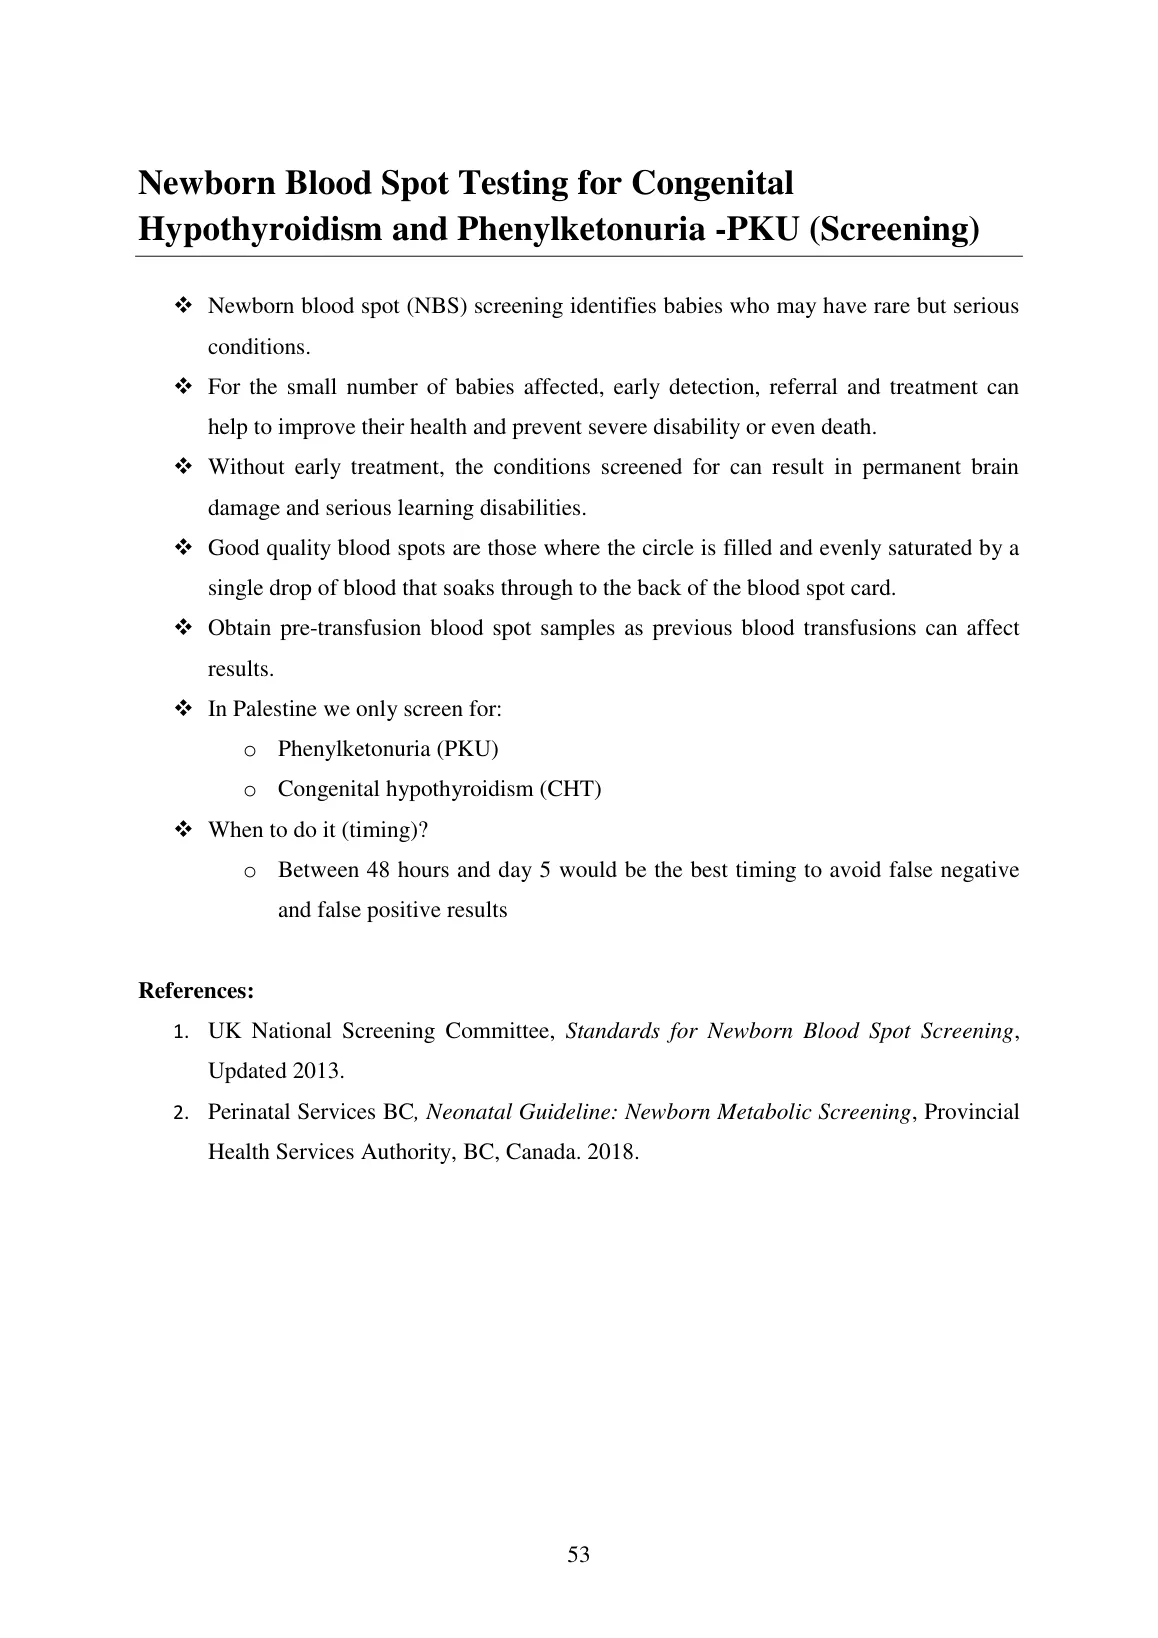 Newborn Blood Spot Testing for Congenital
Hypothyroidism and Phenylketonuria -PKU (Screening)
❖ Newborn blood spot (NBS) screening identifies babies who may have rare but serious
conditions.
❖ For the small number of babies affected, early detection, referral and treatment can
help to improve their health and prevent severe disability or even death.
❖ Without early treatment, the conditions screened for can result in permanent brain
damage and serious learning disabilities.
❖ Good quality blood spots are those where the circle is filled and evenly saturated by a
single drop of blood that soaks through to the back of the blood spot card.
❖ Obtain pre-transfusion blood spot samples as previous blood transfusions can affect
results.
❖ In Palestine we only screen for:
o Phenylketonuria (PKU)
o Congenital hypothyroidism (CHT)
❖ When to do it (timing)?
o Between 48 hours and day 5 would be the best timing to avoid false negative
and false positive results
References:
1. UK National Screening Committee, Standards for Newborn Blood Spot Screening,
Updated 2013.
2. Perinatal Services BC, Neonatal Guideline: Newborn Metabolic Screening, Provincial
Health Services Authority, BC, Canada. 2018.
53